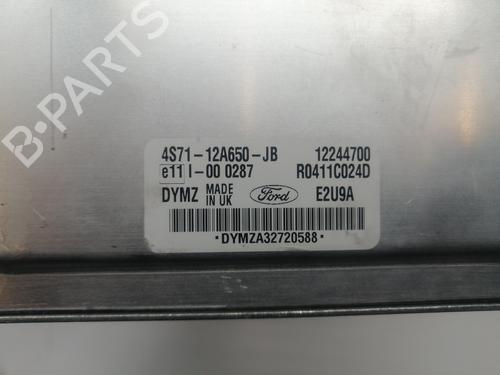 B-PARTS
4S71-12A650-JB 12244700
e11 I-00 0287 R0411C024D
DYMZ MADE IN UK Ford E2U9A
·DYMZA32720588·